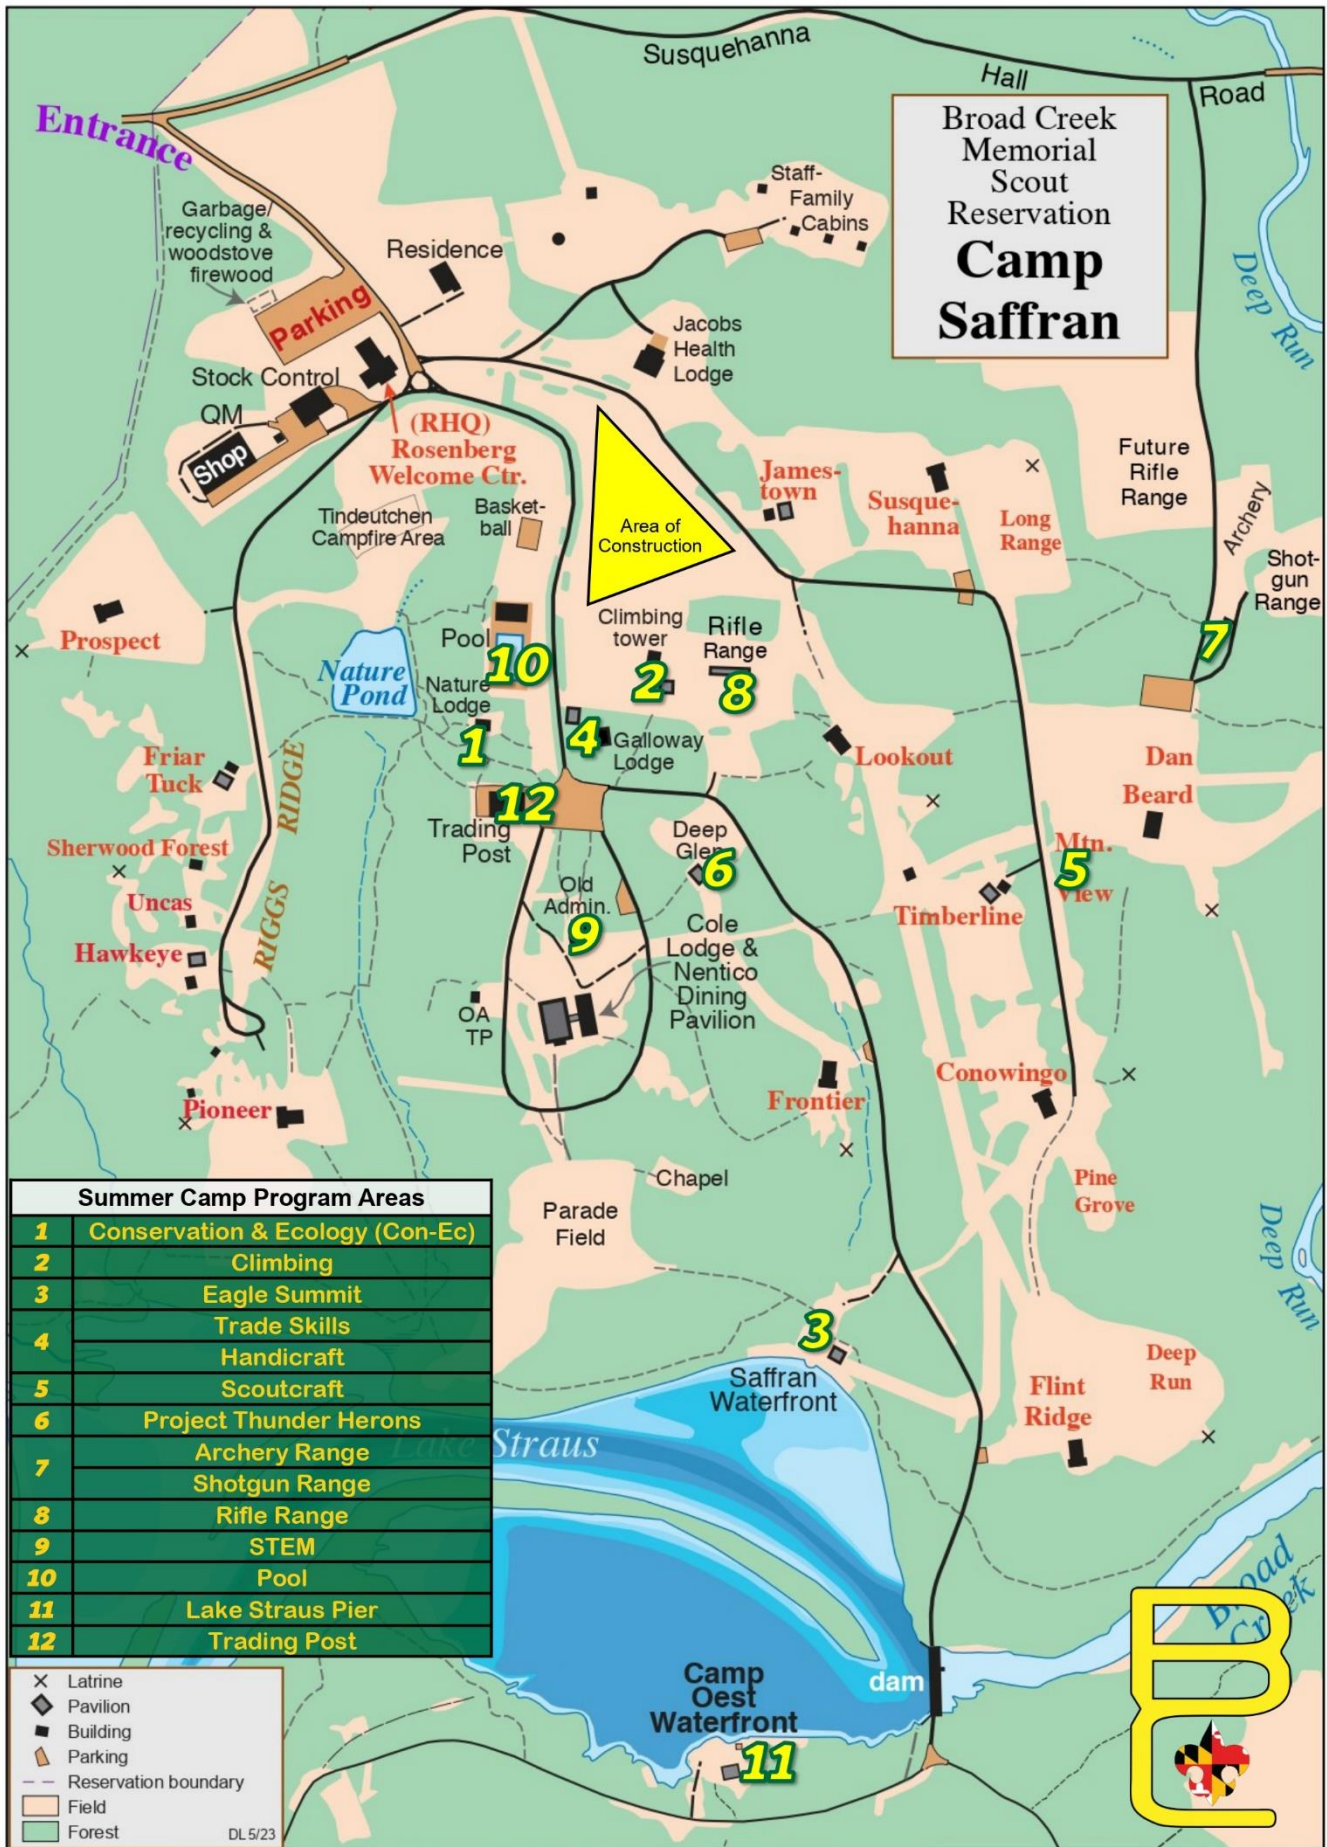 Susquehanna Hall Road
Entrance
Broad Creek
Memorial
Scout
Reservation
Camp
Saffran
Staff-
Family
Cabins
Garbage/
recycling &
woodstove
firewood
Residence
Deep Run
Parking
Jacobs
Health
Lodge
Stock Control
QM
Shop
(RHQ)
Rosenberg
Welcome Ctr.
Future
Rifle
Range
James-
town
Susque-
hanna
Long
Range
Archery
Basket-
ball
Tindeutchen
Campfire Area
Area of
Construction
Shot-
gun
Range
Climbing
tower
Rifle
Range
Prospect
Pool
10
7
2
8
Nature
Pond
Nature
Lodge
1
4
Galloway
Lodge
Lookout
Dan
Beard
Friar
Tuck
RIGGS RIDGE
12
Trading
Post
Deep
Glen
6
Sherwood Forest
Mtn.
View
5
Uncas
Old
Admin.
9
Timberline
Hawkeye
Cole
Lodge &
Nentico
Dining
Pavilion
OA
TP
Conowingo
Frontier
Pioneer
Chapel
Pine
Grove
Parade
Field
Deep Run
Summer Camp Program Areas
1 Conservation & Ecology (Con-Ec)
2 Climbing
3 Eagle Summit
4 Trade Skills
Handicraft
5 Scoutcraft
6 Project Thunder Herons
7 Archery Range
Shotgun Range
8 Rifle Range
9 STEM
10 Pool
11 Lake Straus Pier
12 Trading Post
3
Saffran
Waterfront
Deep
Run
Flint
Ridge
Lake Straus
Broad
Creek
dam
Camp
Oest
Waterfront
11
Latrine
Pavilion
Building
Parking
Reservation boundary
Field
Forest
DL 5/23
BC